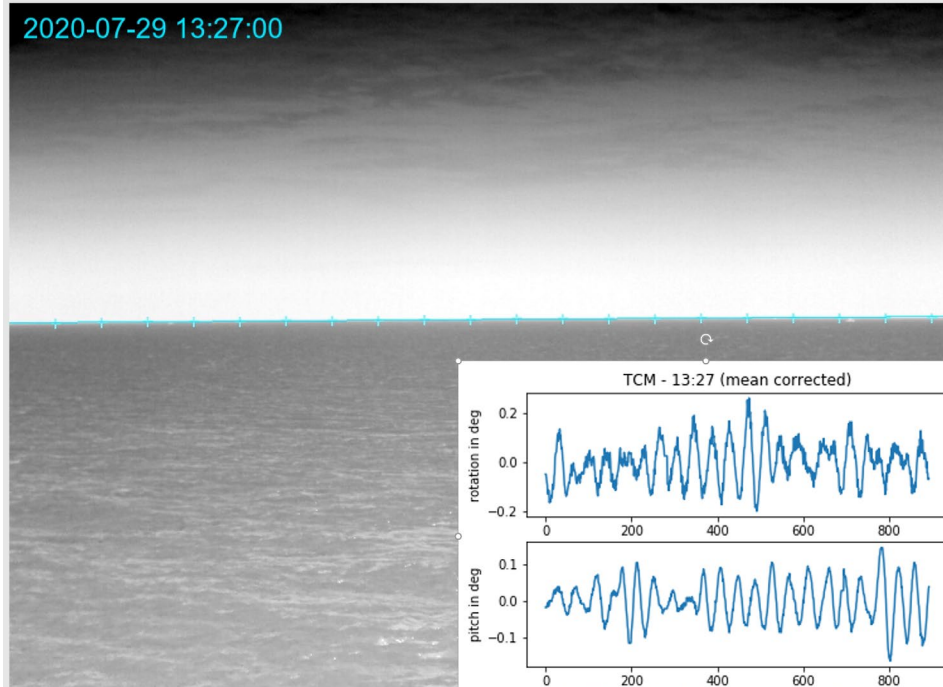 2020-07-29 13:27:00
TCM - 13:27 (mean corrected)
rotation in deg
0.2
0.0
−0.2
0 200 400 600 800
pitch in deg
0.1
0.0
−0.1
0 200 400 600 800